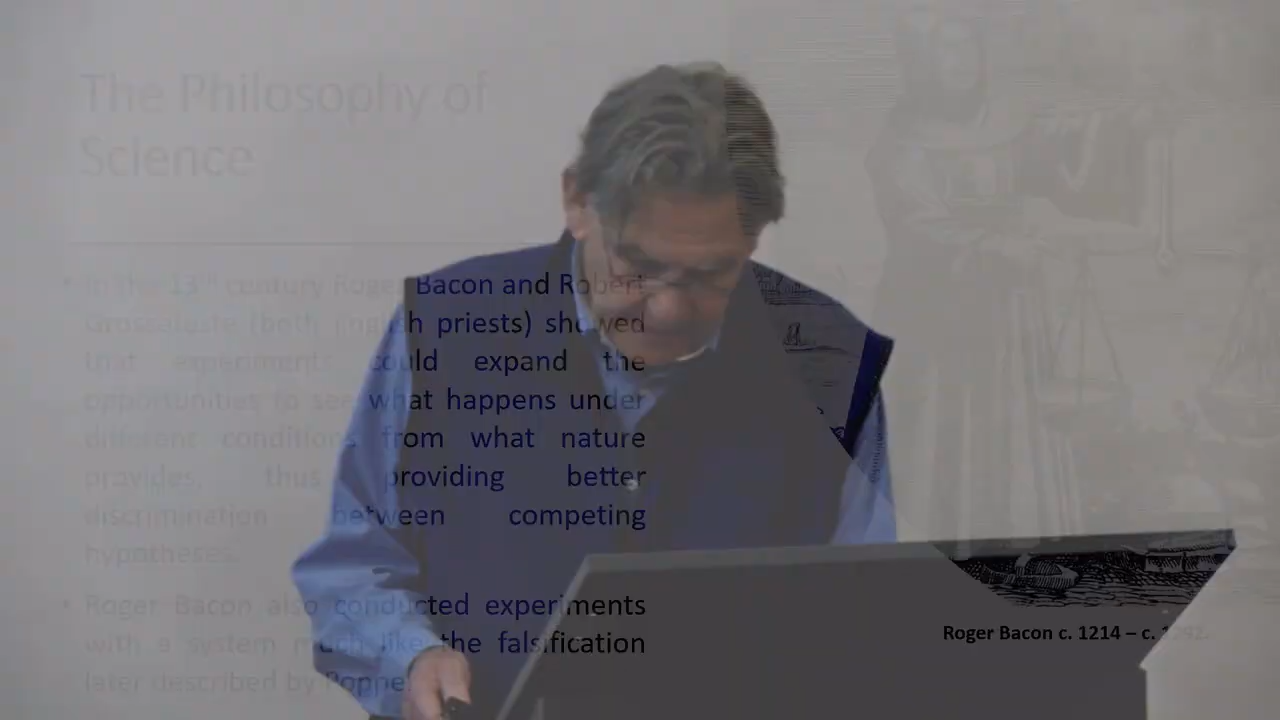 The Philosophy of
Science
• In the 13th century Roger Bacon and Robert
Grosseteste (both English priests) showed
that experiments could expand the
opportunities to see what happens under
different conditions from what nature
provides, thus providing better
discrimination between competing
hypotheses.
• Roger Bacon also conducted experiments
with a system much like the falsification
later described by Popper
Roger Bacon c. 1214 – c. 1292.